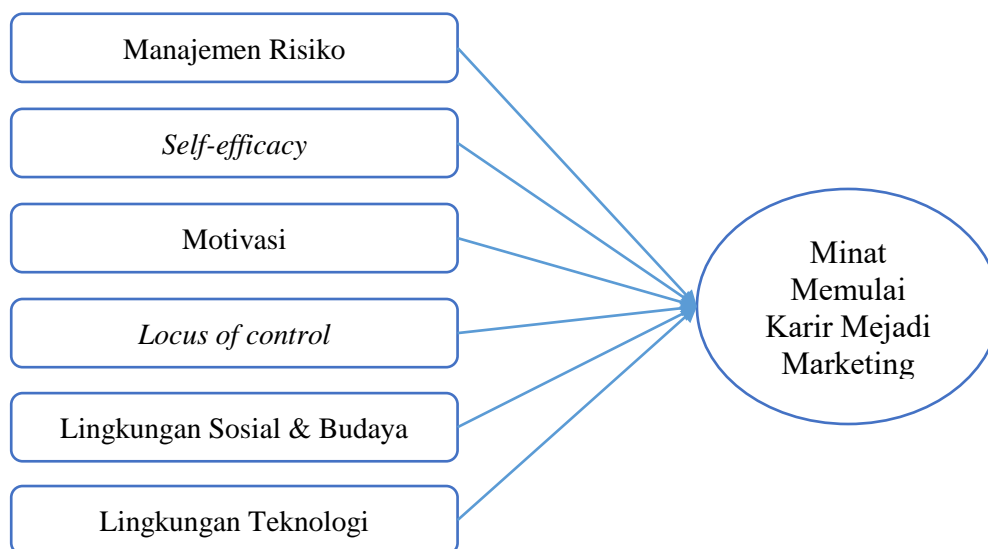 Manajemen Risiko
Self-efficacy
Motivasi
Locus of control
Lingkungan Sosial & Budaya
Lingkungan Teknologi
Minat
Memulai
Karir Mejadi
Marketing